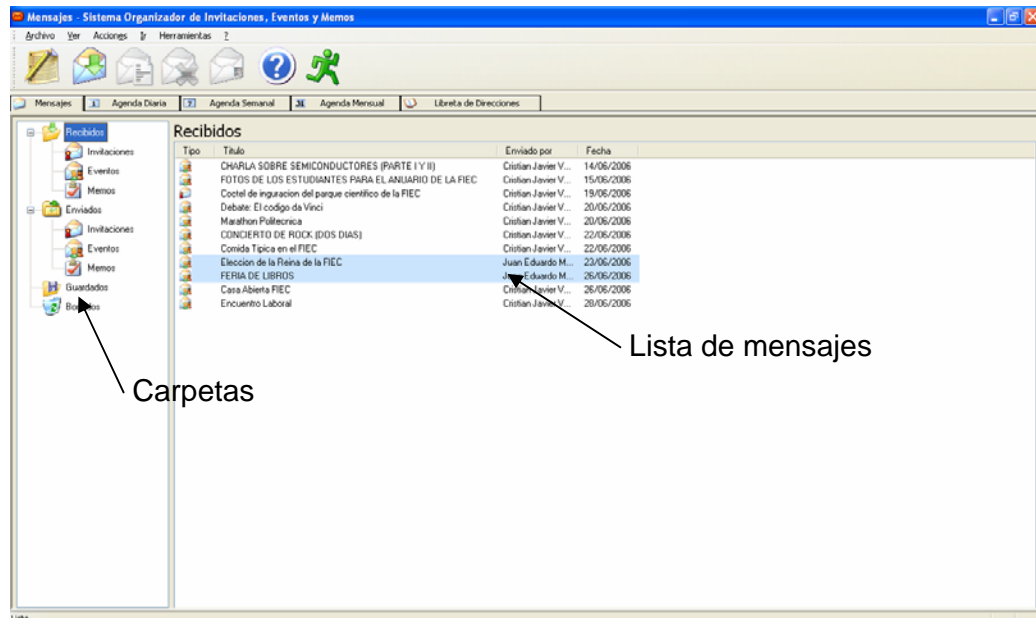 Mensajes - Sistema Organizador de Invitaciones, Eventos y Memos
Archivo Ver Acciones Ir Herramientas ?
Mensajes 1 Agenda Diaria 7 Agenda Semanal 31 Agenda Mensual Libreta de Direcciones
Recibidos
Invitaciones
Eventos
Memos
Enviados
Invitaciones
Eventos
Memos
Guardados
Recibidos
Tipo Título Enviado por Fecha
CHARLA SOBRE SEMICONDUCTORES (PARTE I Y II) Cristian Javier V... 14/06/2006
FOTOS DE LOS ESTUDIANTES PARA EL ANUARIO DE LA FIEC Cristian Javier V... 15/06/2006
Coctel de inguracion del parque científico de la FIEC Cristian Javier V... 19/06/2006
Debate: El codigo da Vinci Cristian Javier V... 20/06/2006
Marathon Politecnica Cristian Javier V... 20/06/2006
CONCIERTO DE ROCK (DOS DIAS) Cristian Javier V... 22/06/2006
Comida Tipica en el FIEC Cristian Javier V... 22/06/2006
Eleccion de la Reina de la FIEC Juan Eduardo M... 23/06/2006
FERIA DE LIBROS Juan Eduardo M... 26/06/2006
Casa Abierta FIEC Cristian Javier V... 26/06/2006
Encuentro Laboral Cristian Javier V... 28/06/2006
Lista de mensajes
Carpetas